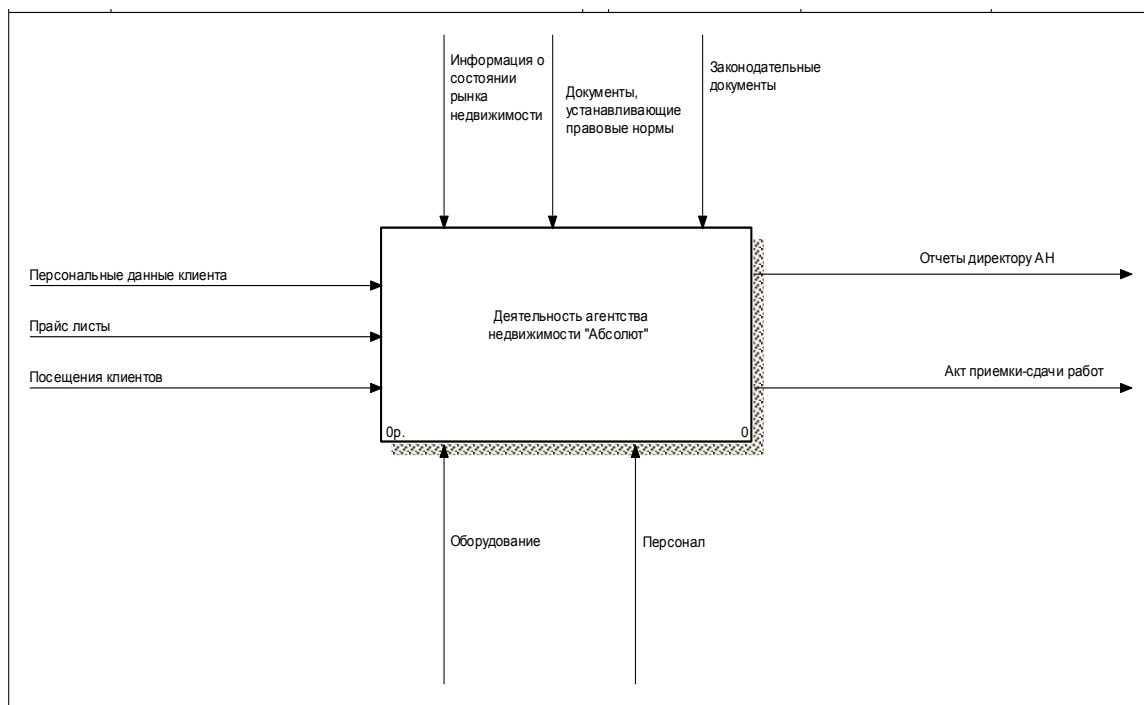 Информация о
состоянии
рынка
недвижимости
Документы,
устанавливающие
правовые нормы
Законодательные
документы
Персональные данные клиента
Прайс листы
Посещения клиентов
Деятельность агентства
недвижимости "Абсолют"
0р.
0
Отчеты директору АН
Акт приемки-сдачи работ
Оборудование
Персонал